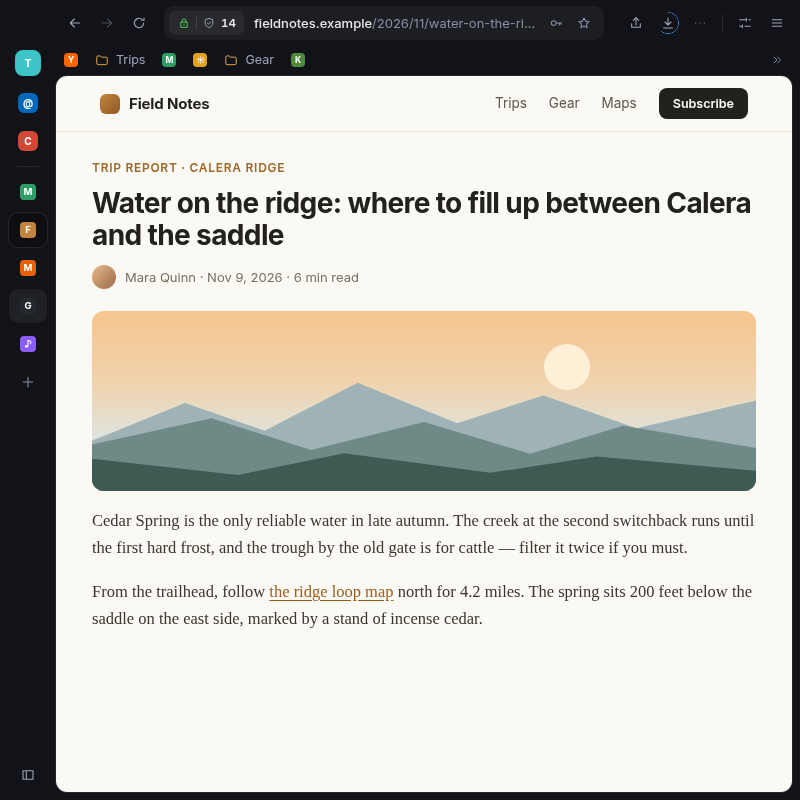 14
fieldnotes.example/2026/11/water-on-the-ri…
T
Y
Trips
M
Gear
K
@
C
M
F
M
G
Field Notes
Trips
Gear
Maps
Subscribe
TRIP REPORT · CALERA RIDGE
Water on the ridge: where to fill up between Calera
and the saddle
Mara Quinn · Nov 9, 2026 · 6 min read
Cedar Spring is the only reliable water in late autumn. The creek at the second switchback runs until
the first hard frost, and the trough by the old gate is for cattle — filter it twice if you must.
From the trailhead, follow the ridge loop map north for 4.2 miles. The spring sits 200 feet below the
saddle on the east side, marked by a stand of incense cedar.